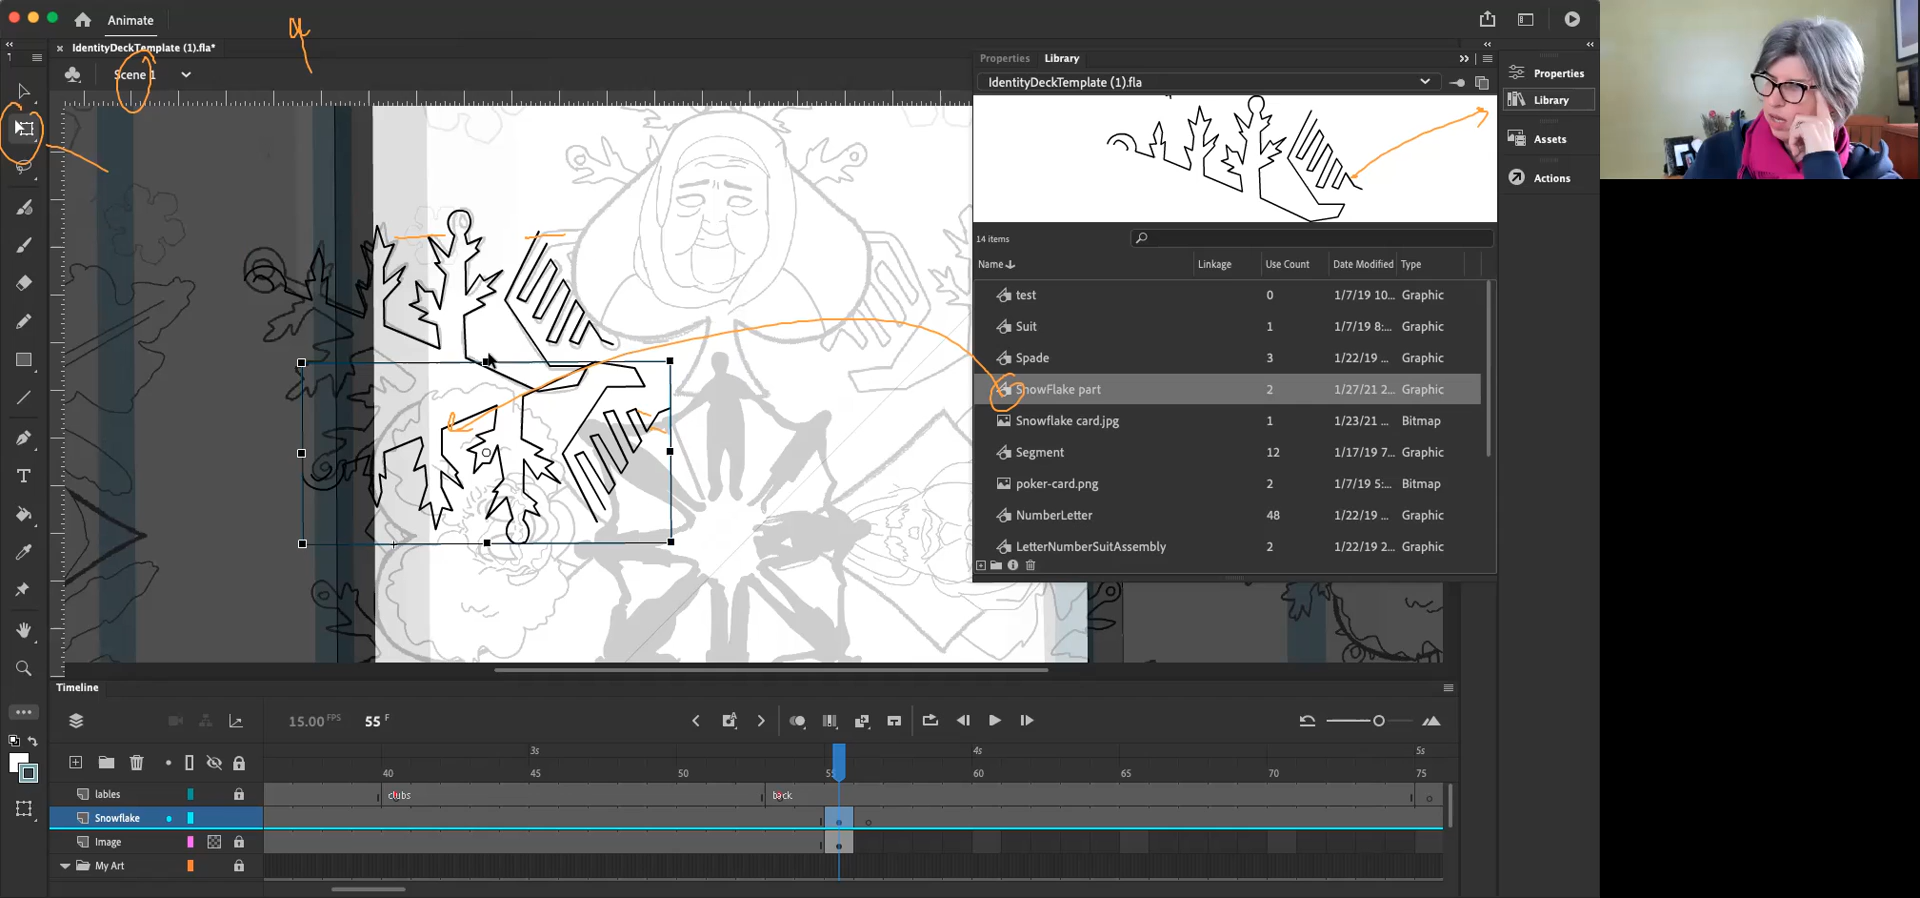 Animate
IdentityDeckTemplate (1).fla*
Scene 1
Properties
Library
IdentityDeckTemplate (1).fla
14 items
Name
Linkage
Use Count
Date Modified
Type
test
0
1/7/19 10...
Graphic
Suit
1
1/7/19 8:...
Graphic
Spade
3
1/22/19 ...
Graphic
SnowFlake part
2
1/27/21 2...
Graphic
Snowflake card.jpg
1
1/23/21 ...
Bitmap
Segment
12
1/17/19 7...
Graphic
poker-card.png
2
1/7/19 5:...
Bitmap
NumberLetter
48
1/22/19 ...
Graphic
LetterNumberSuitAssembly
2
1/22/19 2...
Graphic
Properties
Library
Assets
Actions
Timeline
15.00 FPS
55 F
3s
4s
5s
40
45
50
55
60
65
70
75
lables
clubs
back
Snowflake
Image
My Art